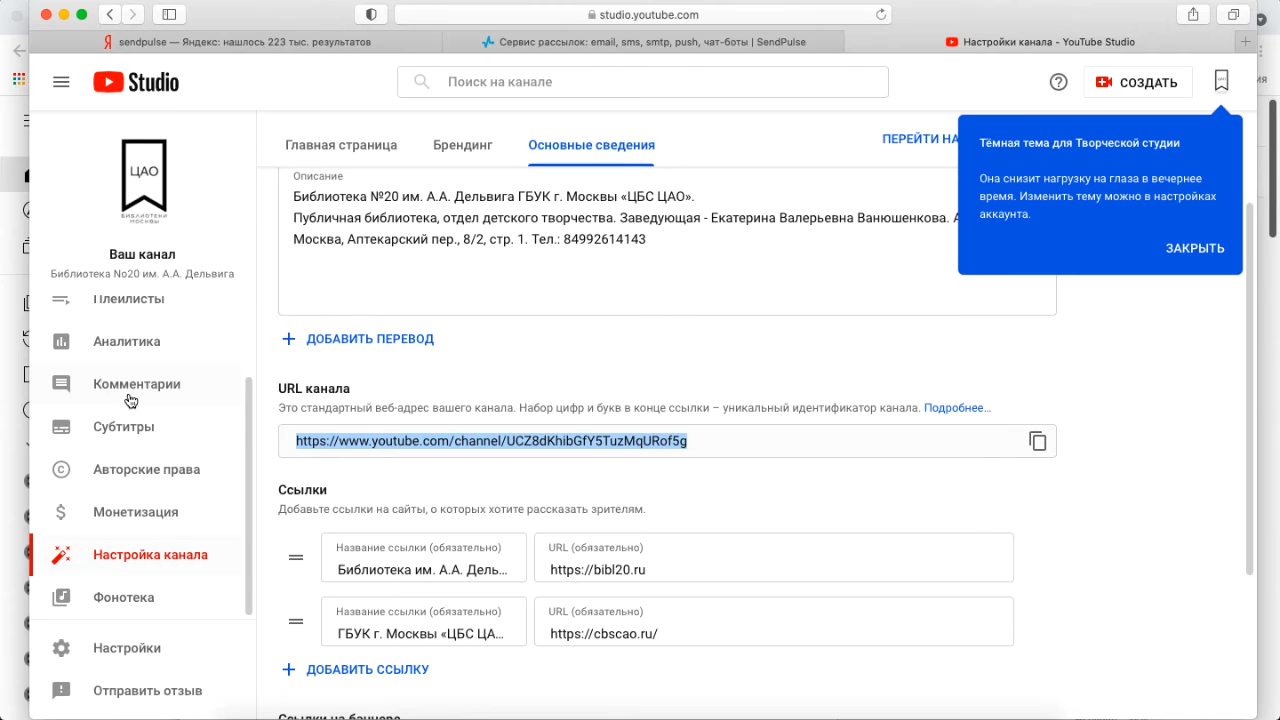 studio.youtube.com
sendpulse — Яндекс: нашлось 223 тыс. результатов
Сервис рассылок: email, sms, smtp, push, чат-боты | SendPulse
Настройки канала - YouTube Studio
Studio
Поиск на канале
СОЗДАТЬ
ЦАО
БИБЛИОТЕКИ
МОСКВЫ
Ваш канал
Библиотека No20 им. А.А. Дельвига
Плейлисты
Аналитика
Комментарии
Субтитры
Авторские права
Монетизация
Настройка канала
Фонотека
Настройки
Отправить отзыв
Главная страница
Брендинг
Основные сведения
ПЕРЕЙТИ НА
Тёмная тема для Творческой студии
Она снизит нагрузку на глаза в вечернее
время. Изменить тему можно в настройках
аккаунта.
ЗАКРЫТЬ
Описание
Библиотека №20 им. А.А. Дельвига ГБУК г. Москвы «ЦБС ЦАО».
Публичная библиотека, отдел детского творчества. Заведующая - Екатерина Валерьевна Ванюшенкова.
Москва, Аптекарский пер., 8/2, стр. 1. Тел.: 84992614143
ДОБАВИТЬ ПЕРЕВОД
URL канала
Это стандартный веб-адрес вашего канала. Набор цифр и букв в конце ссылки – уникальный идентификатор канала. Подробнее…
https://www.youtube.com/channel/UCZ8dKhibGfY5TuzMqURof5g
Ссылки
Добавьте ссылки на сайты, о которых хотите рассказать зрителям.
Название ссылки (обязательно)
Библиотека им. А.А. Дель...
URL (обязательно)
https://bibl20.ru
Название ссылки (обязательно)
ГБУК г. Москвы «ЦБС ЦА...
URL (обязательно)
https://cbscao.ru/
ДОБАВИТЬ ССЫЛКУ
Ссылки на баннере